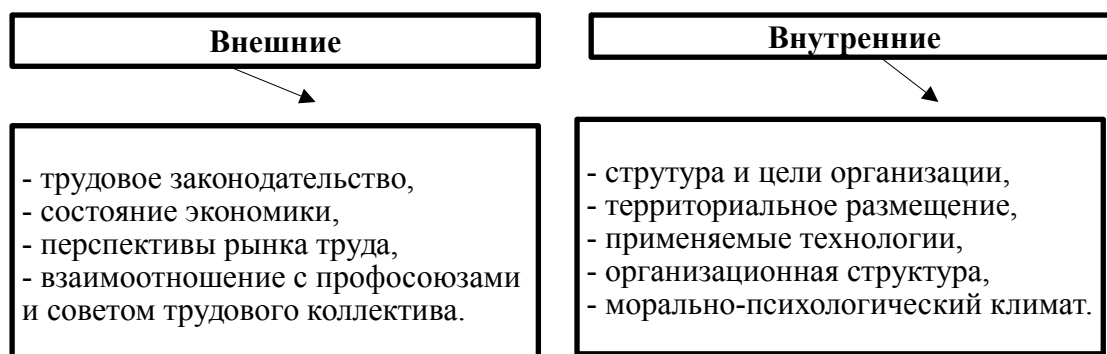 Внешние
- трудовое законодательство,
- состояние экономики,
- перспективы рынка труда,
- взаимоотношение с профосоюзами
и советом трудового коллектива.
Внутренние
- струтура и цели организации,
- территориальное размещение,
- применяемые технологии,
- организационная структура,
- морально-психологический климат.